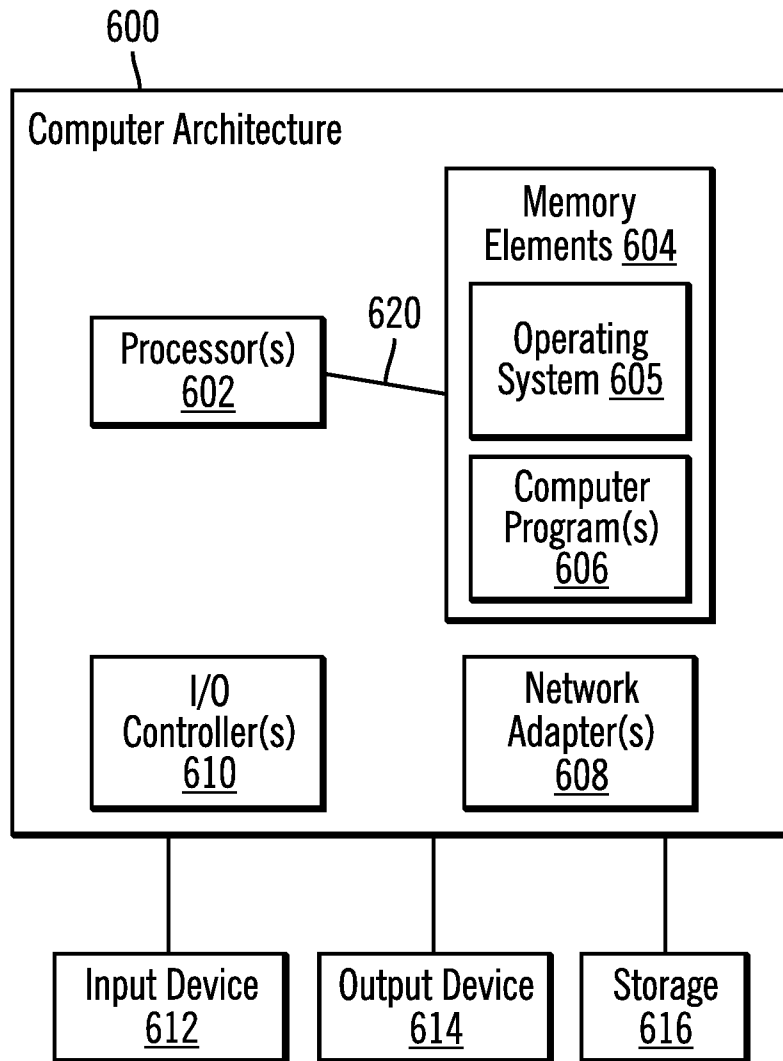 600
Computer Architecture
Memory
Elements 604
620
Processor(s)
602
Operating
System 605
Computer
Program(s)
606
I/O
Controller(s)
610
Network
Adapter(s)
608
Input Device
612
Output Device
614
Storage
616